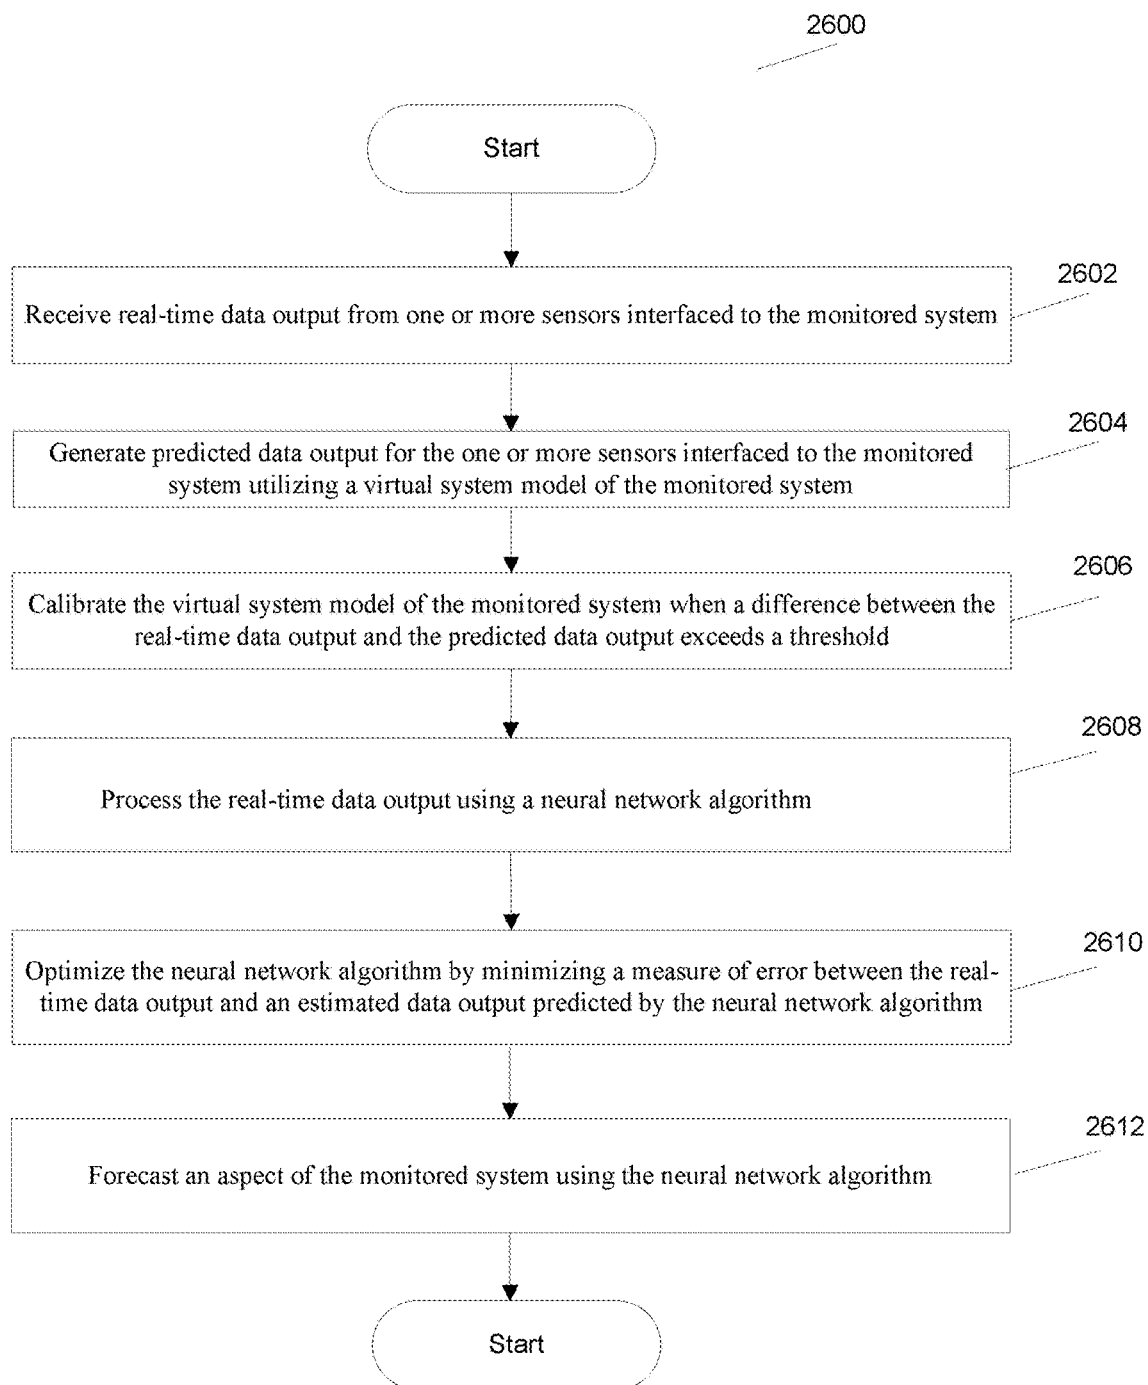 2600
Start
2602
Receive real-time data output from one or more sensors interfaced to the monitored system
2604
Generate predicted data output for the one or more sensors interfaced to the monitored
system utilizing a virtual system model of the monitored system
2606
Calibrate the virtual system model of the monitored system when a difference between the
real-time data output and the predicted data output exceeds a threshold
2608
Process the real-time data output using a neural network algorithm
2610
Optimize the neural network algorithm by minimizing a measure of error between the real-
time data output and an estimated data output predicted by the neural network algorithm
2612
Forecast an aspect of the monitored system using the neural network algorithm
Start